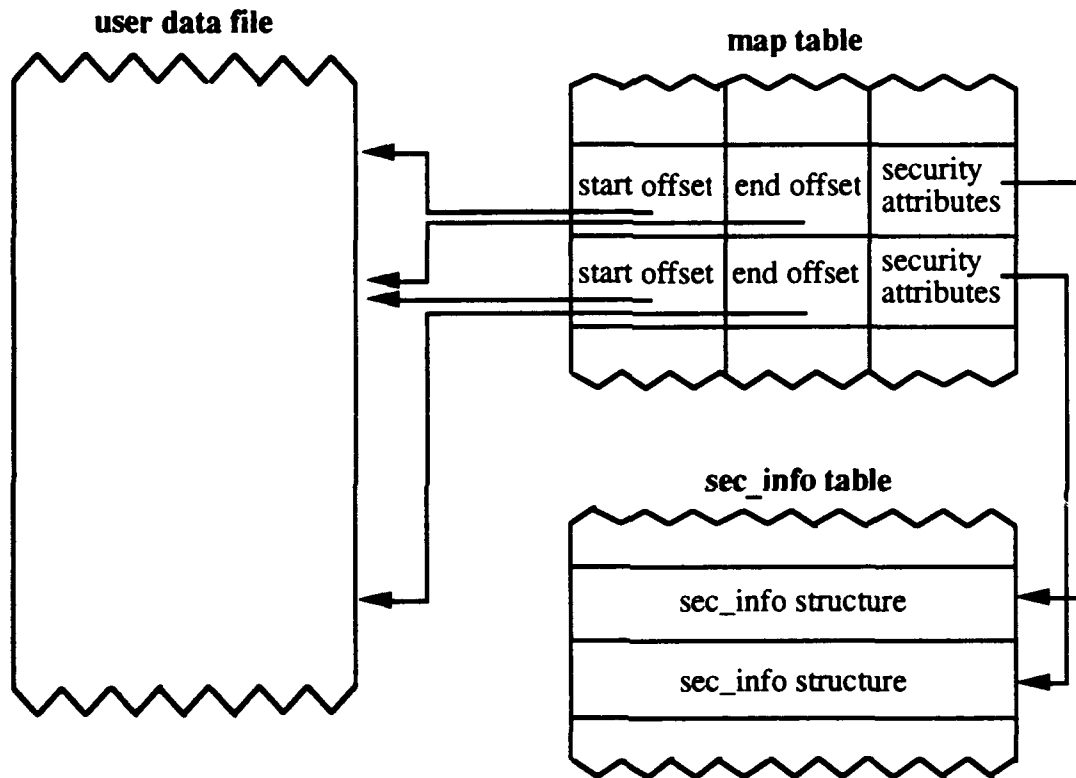 user data file
map table
start offset
end offset
security
attributes
start offset
end offset
security
attributes
sec_info table
sec_info structure
sec_info structure